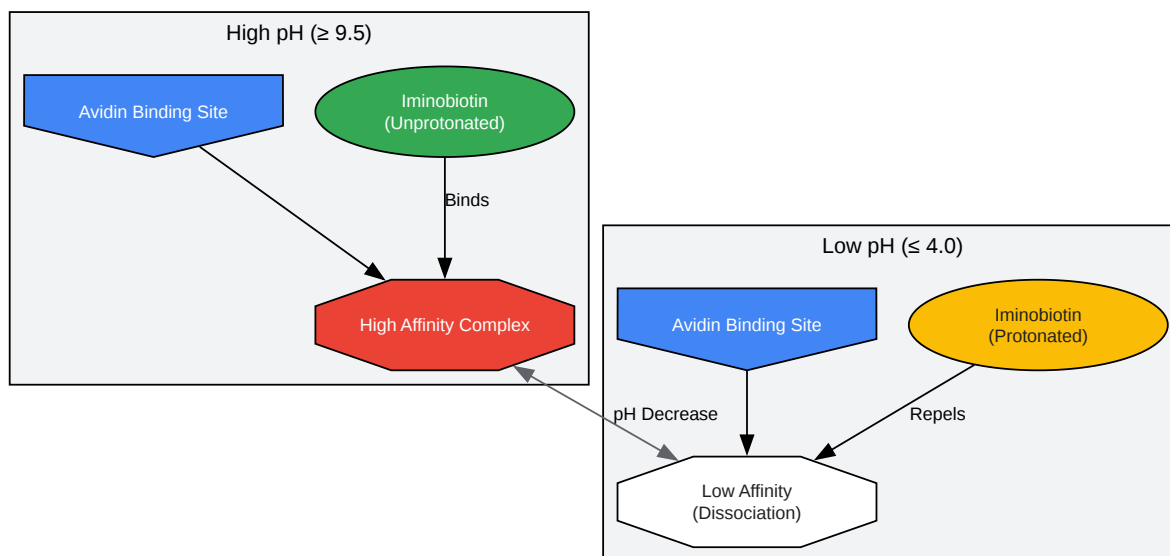 High pH (≥ 9.5)
Avidin Binding Site
Iminobiotin
(Unprotonated)
Binds
High Affinity Complex
Low pH (≤ 4.0)
Avidin Binding Site
Iminobiotin
(Protonated)
pH Decrease
Repels
Low Affinity
(Dissociation)